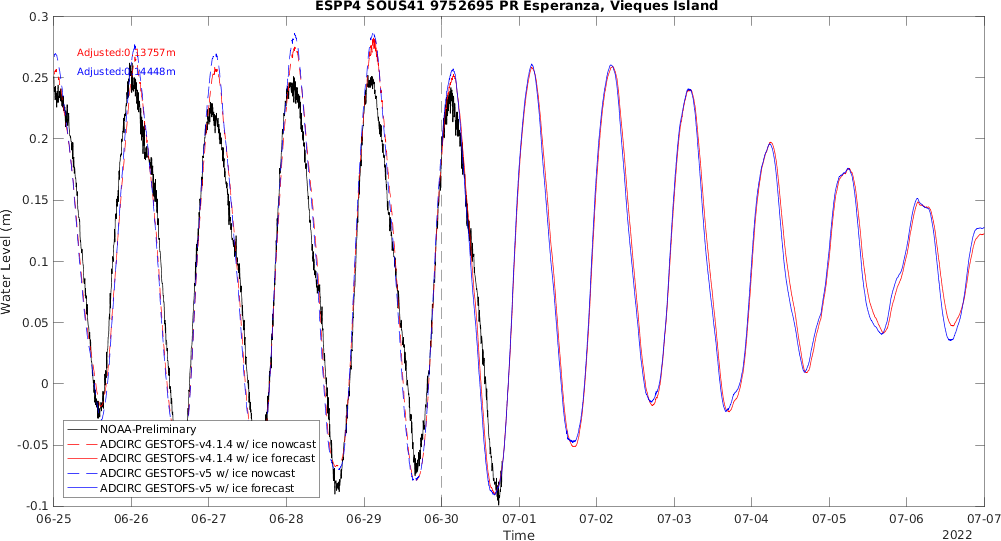 ESPP4 SOUS41 9752695 PR Esperanza, Vieques Island
0.3
0.25
0.2
0.15
0.1
0.05
0
-0.05
-0.1
Water Level (m)
Adjusted:0.13757m
Adjusted:0.14448m
NOAA-Preliminary
ADCIRC GESTOFS-v4.1.4 w/ ice nowcast
ADCIRC GESTOFS-v4.1.4 w/ ice forecast
ADCIRC GESTOFS-v5 w/ ice nowcast
ADCIRC GESTOFS-v5 w/ ice forecast
06-25 06-26 06-27 06-28 06-29 06-30 07-01 07-02 07-03 07-04 07-05 07-06 07-07
Time
2022